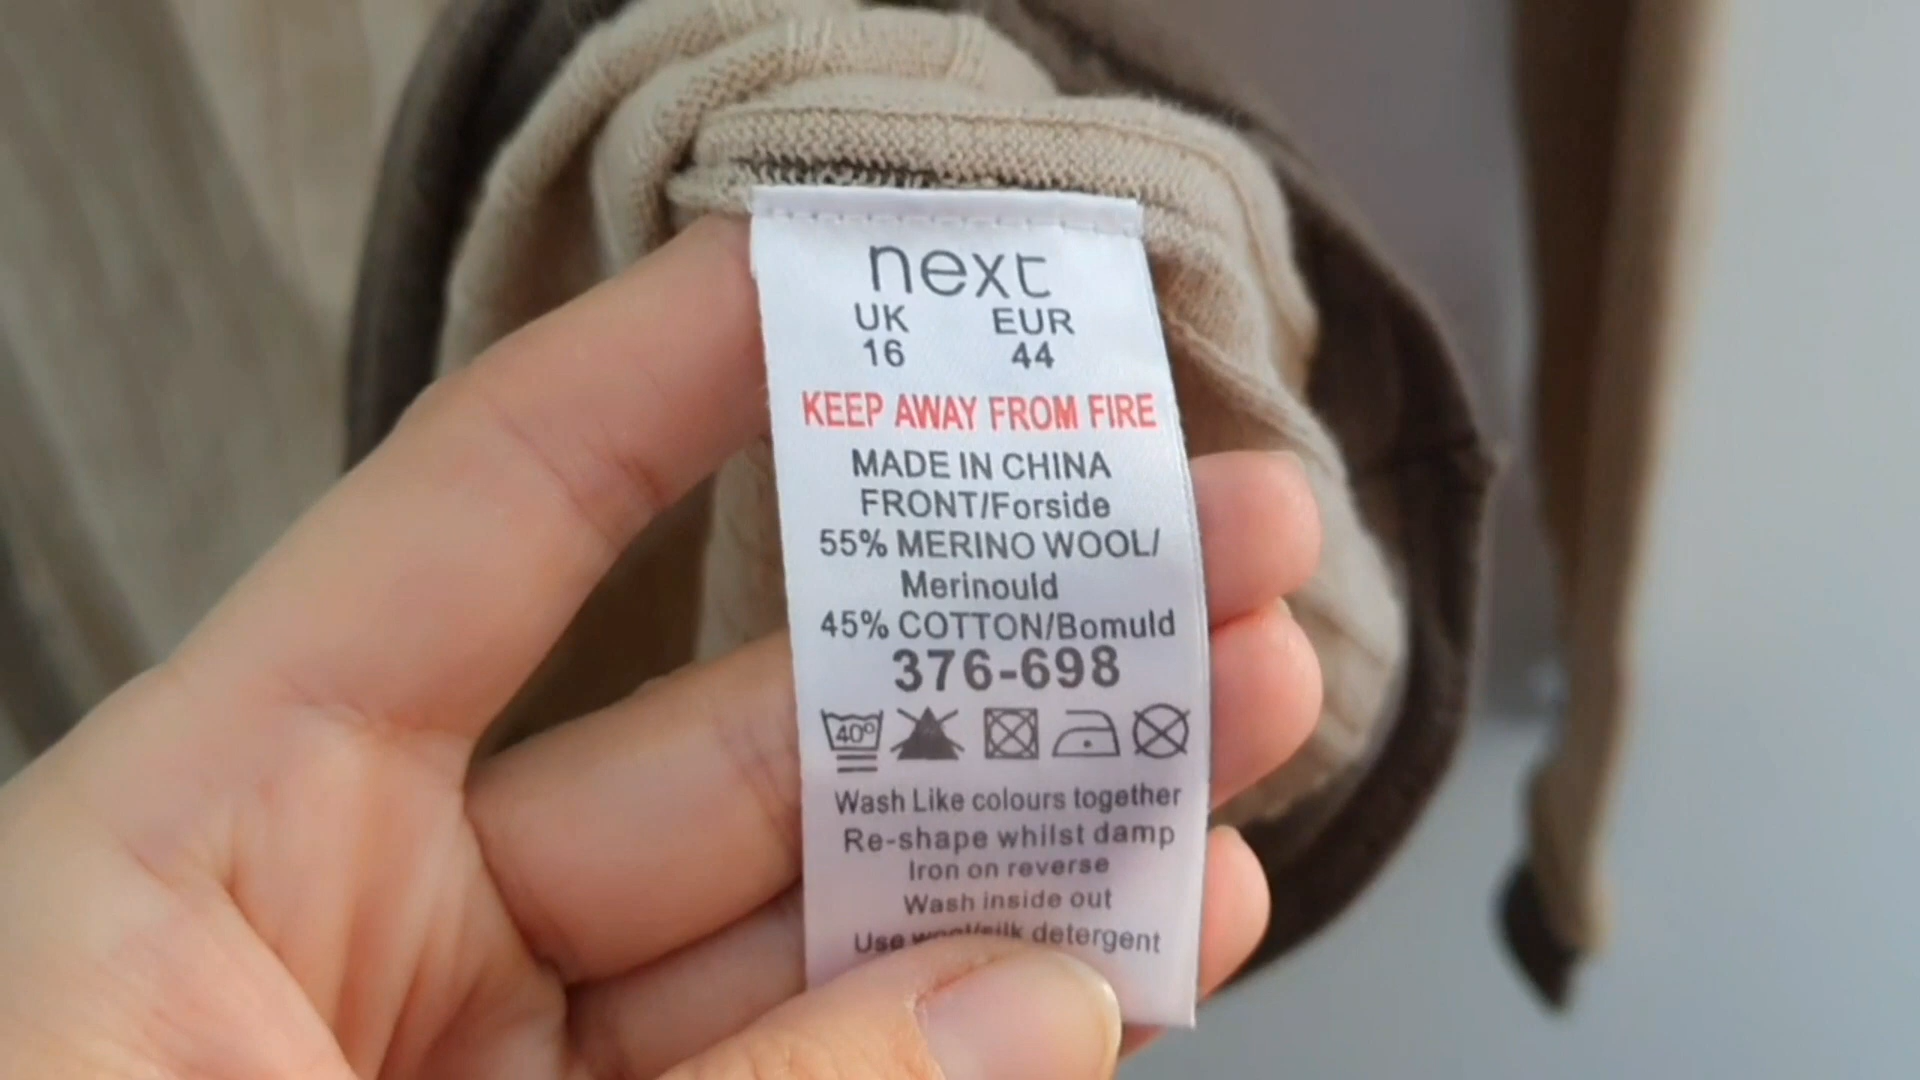 next
UK EUR
16 44
KEEP AWAY FROM FIRE
MADE IN CHINA
FRONT/Forside
55% MERINO WOOL/
Merinould
45% COTTON/Bomuld
376-698
40º
Wash Like colours together
Re-shape whilst damp
Iron on reverse
Wash inside out
Use wool/silk detergent